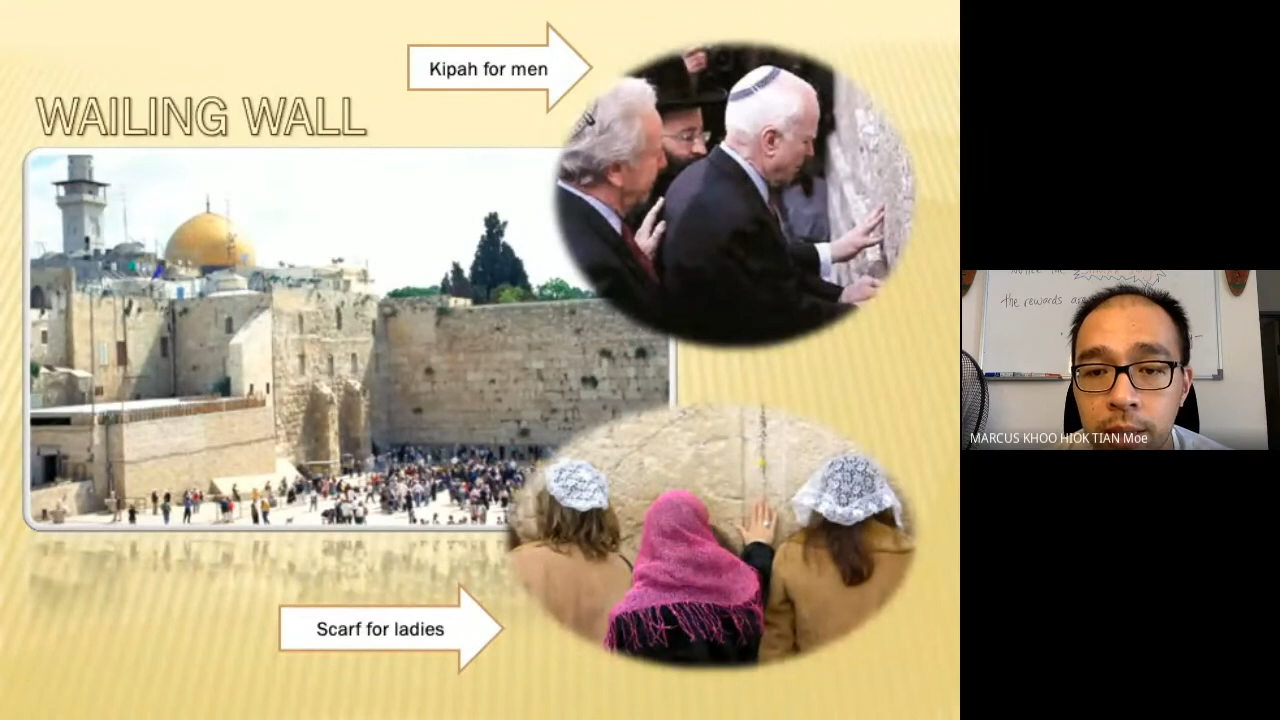 Kipah for men
WAILING WALL
Scarf for ladies
the rewards are
MARCUS KHOO HIOK TIAN Moe